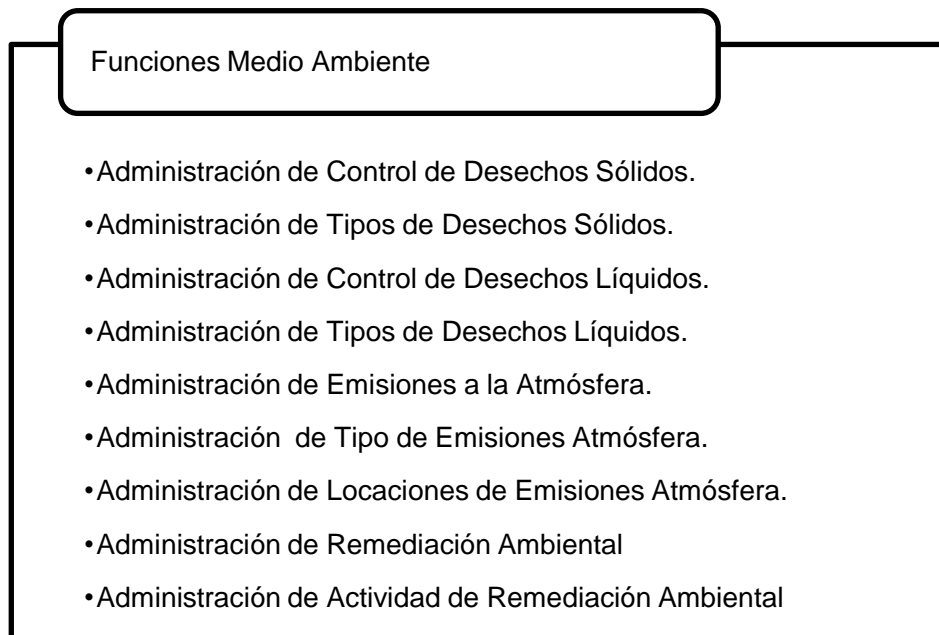 Funciones Medio Ambiente
•Administración de Control de Desechos Sólidos.
•Administración de Tipos de Desechos Sólidos.
•Administración de Control de Desechos Líquidos.
•Administración de Tipos de Desechos Líquidos.
•Administración de Emisiones a la Atmósfera.
•Administración  de Tipo de Emisiones Atmósfera.
•Administración de Locaciones de Emisiones Atmósfera.
•Administración de Remediación Ambiental
•Administración de Actividad de Remediación Ambiental